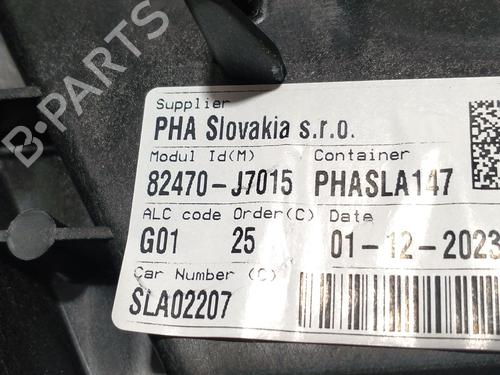 B-PARTS
Supplier
PHA Slovakia s.r.o.
Modul Id(M) Container
82470-J7015 PHASLA147
ALC code Order(C) Date
G01 25 01-12-2023
Car Number (C)
SLA02207